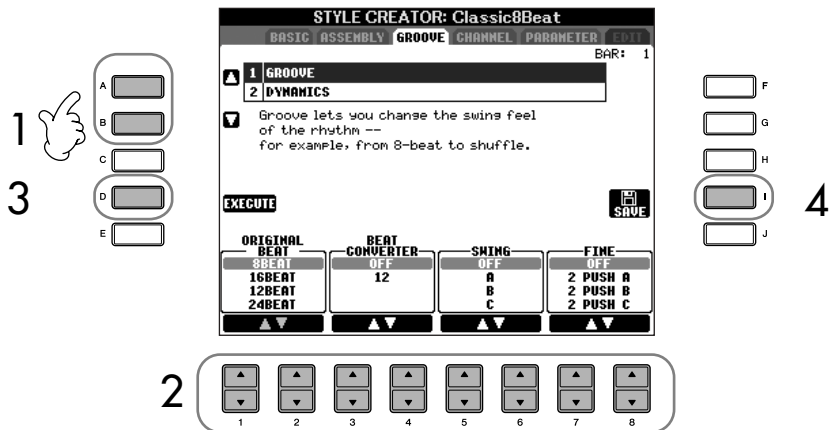 STYLE CREATOR: Classic8Beat
BASIC ASSEMBLY GROOVE CHANNEL PARAMETER EDIT
BAR: 1
1 GROOVE
2 DYNAMICS
Groove lets you change the swing feel
of the rhythm --
for example, from 8-beat to shuffle.
EXECUTE
SAVE
ORIGINAL BEAT
8BEAT
16BEAT
12BEAT
24BEAT
BEAT CONVERTER
OFF
12
SWING
OFF
A
B
C
FINE
OFF
2 PUSH A
2 PUSH B
2 PUSH C
A
B
C
D
E
F
G
H
I
J
1
3
4
2
1 2 3 4 5 6 7 8